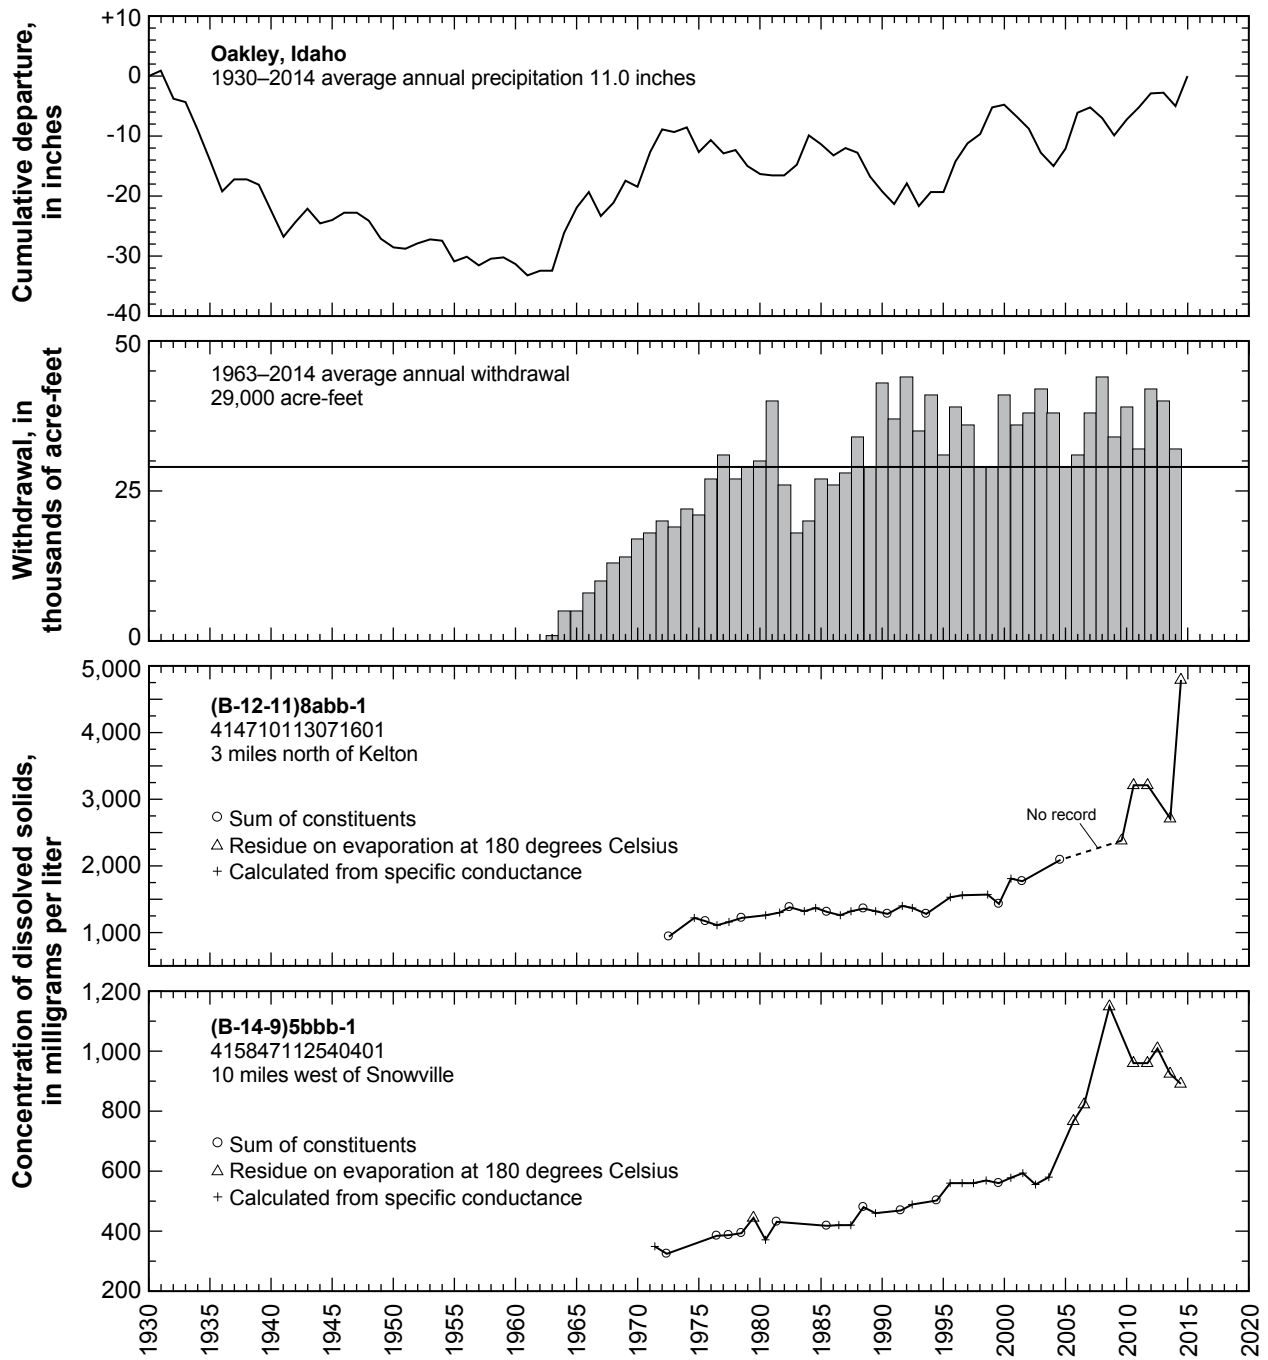 Cumulative departure,
in inches
+10
0
-10
-20
-30
-40
Oakley, Idaho
1930–2014 average annual precipitation 11.0 inches
Withdrawal, in
thousands of acre-feet
50
25
0
1963–2014 average annual withdrawal
29,000 acre-feet
Concentration of dissolved solids,
in milligrams per liter
5,000
4,000
3,000
2,000
1,000
(B-12-11)8abb-1
414710113071601
3 miles north of Kelton
Sum of constituents
Residue on evaporation at 180 degrees Celsius
Calculated from specific conductance
No record
1,200
1,000
800
600
400
200
(B-14-9)5bbb-1
415847112540401
10 miles west of Snowville
Sum of constituents
Residue on evaporation at 180 degrees Celsius
Calculated from specific conductance
1930
1935
1940
1945
1950
1955
1960
1965
1970
1975
1980
1985
1990
1995
2000
2005
2010
2015
2020